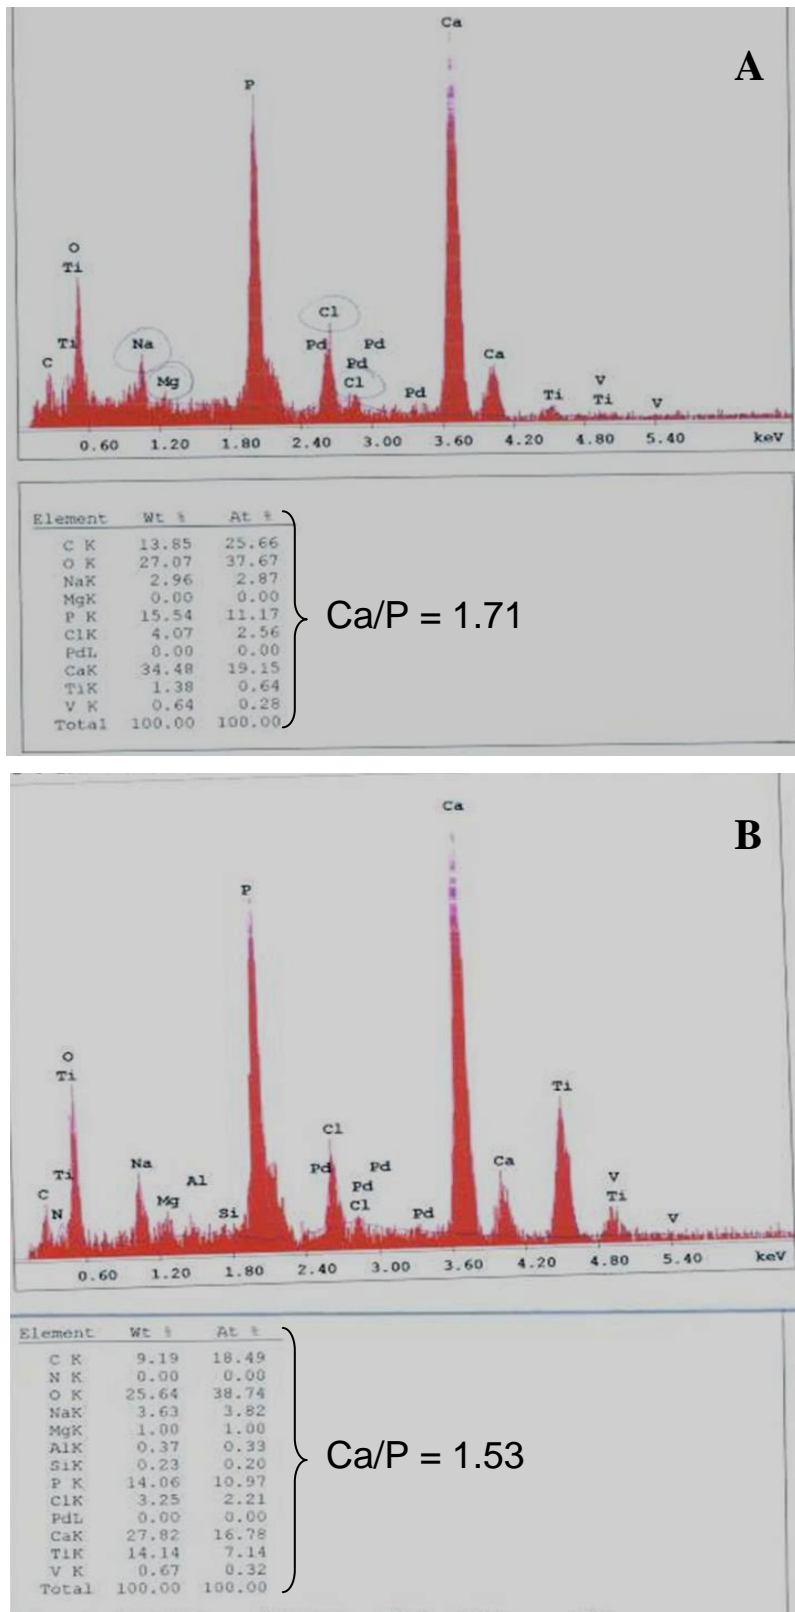 Ca
A
P
O
Ti
Ti
C
Na
Mg
Cl
Pd
Pd
Pd
Cl
Pd
Ca
Ti
V
Ti
V
0.60 1.20 1.80 2.40 3.00 3.60 4.20 4.80 5.40 keV
Element Wt % At %
C K 13.85 25.66
O K 27.07 37.67
NaK 2.96 2.87
MgK 0.00 0.00
P K 15.54 11.17
ClK 4.07 2.56
PdL 0.00 0.00
CaK 34.48 19.15
TiK 1.38 0.64
V K 0.64 0.28
Total 100.00 100.00
Ca/P = 1.71
Ca
B
P
O
Ti
Ti
C
N
Na
Mg
Al
Si
Cl
Pd
Pd
Pd
Cl
Pd
Ca
Ti
V
Ti
V
0.60 1.20 1.80 2.40 3.00 3.60 4.20 4.80 5.40 keV
Element Wt % At %
C K 9.19 18.49
N K 0.00 0.00
O K 25.64 38.74
NaK 3.63 3.82
MgK 1.00 1.00
AlK 0.37 0.33
SiK 0.23 0.20
P K 14.06 10.97
ClK 3.25 2.21
PdL 0.00 0.00
CaK 27.82 16.78
TiK 14.14 7.14
V K 0.67 0.32
Total 100.00 100.00
Ca/P = 1.53